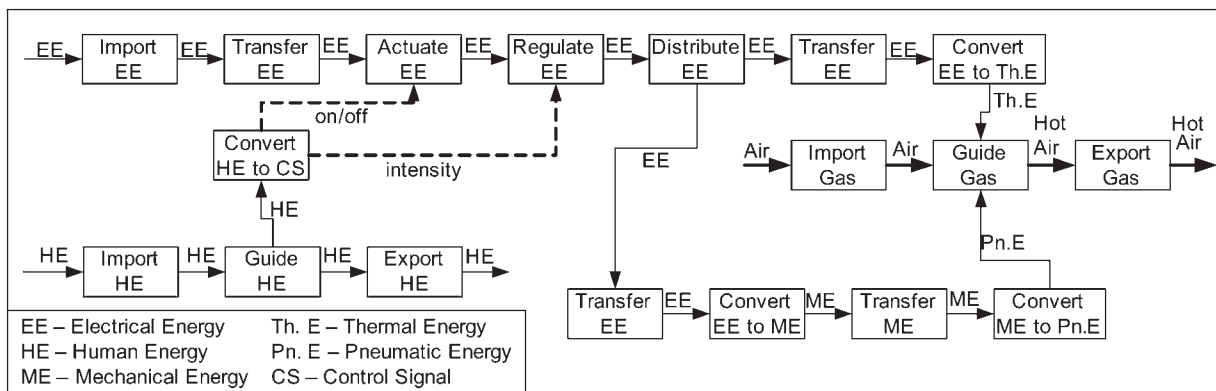 EE
Import
EE
EE
Transfer
EE
EE
Actuate
EE
EE
Regulate
EE
EE
Distribute
EE
EE
Transfer
EE
EE
Convert
EE to Th.E
Th.E
on/off
Convert
HE to CS
intensity
HE
EE
Air
Import
Gas
Air
Guide
Gas
Hot
Air
Export
Gas
Hot
Air
HE
Import
HE
HE
Guide
HE
HE
Export
HE
HE
Pn.E
Transfer
EE
EE
Convert
EE to ME
ME
Transfer
ME
ME
Convert
ME to Pn.E
EE – Electrical Energy
Th. E – Thermal Energy
HE – Human Energy
Pn. E – Pneumatic Energy
ME – Mechanical Energy
CS – Control Signal